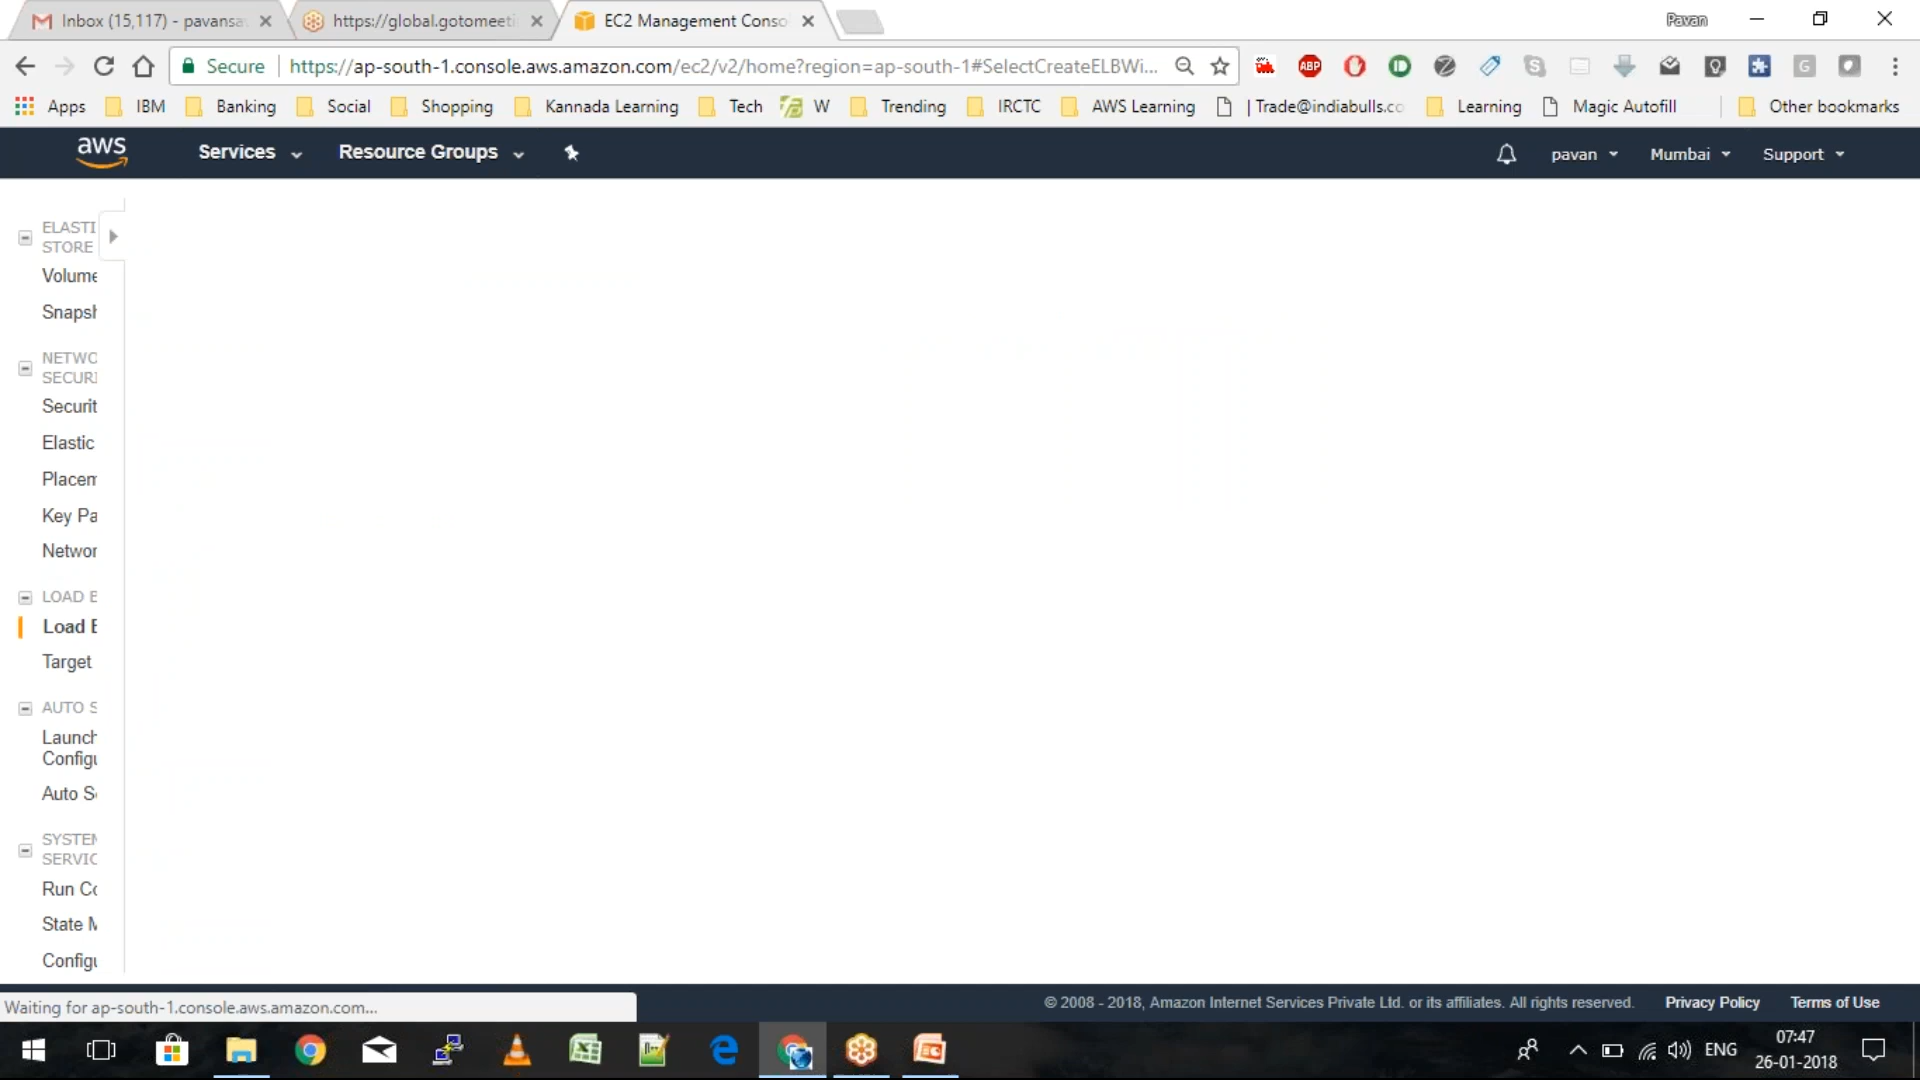 Inbox (15,117) - pavansa
https://global.gotomeeti
EC2 Management Conso
Pavan
Secure
https://ap-south-1.console.aws.amazon.com/ec2/v2/home?region=ap-south-1#SelectCreateELBWi...
ABP
Apps
IBM
Banking
Social
Shopping
Kannada Learning
Tech
W
Trending
IRCTC
AWS Learning
| Trade@indiabulls.co
Learning
Magic Autofill
Other bookmarks
aws
Services
Resource Groups
pavan
Mumbai
Support
ELASTI
STORE
Volume
Snapsh
NETWO
SECURI
Securit
Elastic
Placem
Key Pa
Networ
LOAD B
Load B
Target
AUTO S
Launch
Configu
Auto S
SYSTEM
SERVIC
Run Co
State M
Configu
Waiting for ap-south-1.console.aws.amazon.com...
© 2008 - 2018, Amazon Internet Services Private Ltd. or its affiliates. All rights reserved.
Privacy Policy
Terms of Use
ENG
07:47
26-01-2018